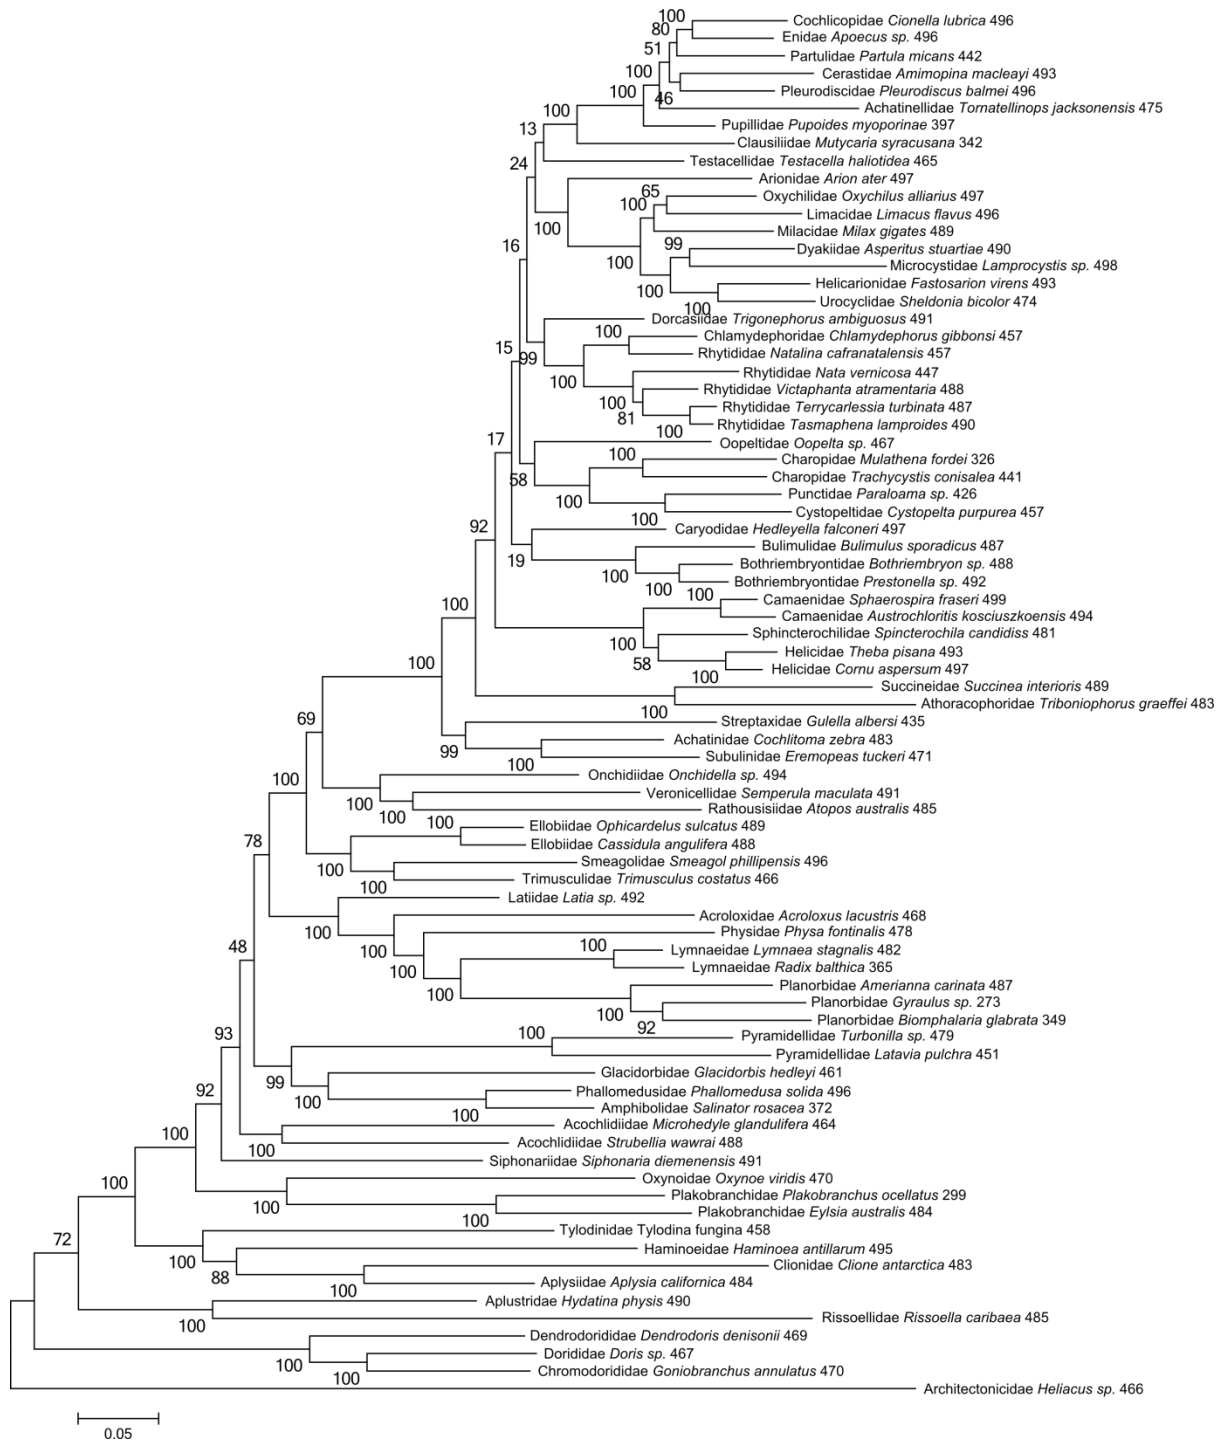 100
Cochlicopidae Cionella lubrica 496
80
Enidae Apoecus sp. 496
51
Partulidae Partula micans 442
100
Cerastidae Amimopina macleayi 493
100
Pleurodiscidae Pleurodiscus balmei 496
46
Achatinellidae Tornatellinops jacksonensis 475
100
Pupillidae Pupoides myoporinae 397
13
Clausiliidae Mutycaria syracusana 342
24
Testacellidae Testacella haliotidea 465
Arionidae Arion ater 497
65
Oxychilidae Oxychilus alliarius 497
100
Limacidae Limacus flavus 496
100
Milacidae Milax gigates 489
16
99
Dyakiidae Asperitus stuartiae 490
100
Microcystidae Lamprocystis sp. 498
Helicarionidae Fastosarion virens 493
100
Urocyclidae Sheldonia bicolor 474
100
Dorcasiidae Trigonephorus ambiguosus 491
100
Chlamydephoridae Chlamydephorus gibbonsi 457
15
99
Rhytididae Natalina cafranatalensis 457
100
Rhytididae Nata vernicosa 447
Rhytididae Victaphanta atramentaria 488
100
Rhytididae Terrycarlessia turbinata 487
81
Rhytididae Tasmaphena lamproides 490
100
17
Oopeltidae Oopelta sp. 467
100
Charopidae Mulathena fordei 326
58
Charopidae Trachycystis conisalea 441
100
Punctidae Paraloama sp. 426
Cystopeltidae Cystopelta purpurea 457
100
92
Caryodidae Hedleyella falconeri 497
19
Bulimulidae Bulimulus sporadicus 487
Bothriembryontidae Bothriembryon sp. 488
100
Bothriembryontidae Prestonella sp. 492
100
100
Camaenidae Sphaerospira fraseri 499
100
Camaenidae Austrochloritis kosciuszkoensis 494
Sphincterochilidae Spincterochila candidiss 481
100
Helicidae Theba pisana 493
100
58
Helicidae Cornu aspersum 497
100
Succineidae Succinea interioris 489
Athoracophoridae Triboniophorus graeffei 483
100
69
Streptaxidae Gulella albersi 435
Achatinidae Cochlitoma zebra 483
99
Subulinidae Eremopeas tuckeri 471
100
Onchidiidae Onchidella sp. 494
100
Veronicellidae Semperula maculata 491
100
Rathousisiidae Atopos australis 485
100
100
Ellobiidae Ophicardelus sulcatus 489
78
Ellobiidae Cassidula angulifera 488
Smeagolidae Smeagol phillipensis 496
100
Trimusculidae Trimusculus costatus 466
100
Latiidae Latia sp. 492
Acroloxidae Acroloxus lacustris 468
100
Physidae Physa fontinalis 478
48
100
100
Lymnaeidae Lymnaea stagnalis 482
100
Lymnaeidae Radix balthica 365
Planorbidae Amerianna carinata 487
100
Planorbidae Gyraulus sp. 273
100
Planorbidae Biomphalaria glabrata 349
93
100
92
Pyramidellidae Turbonilla sp. 479
Pyramidellidae Latavia pulchra 451
Glacidorbidae Glacidorbis hedleyi 461
99
92
Phallomedusidae Phallomedusa solida 496
100
Amphibolidae Salinator rosacea 372
100
Acochlidiidae Microhedyle glandulifera 464
100
Acochlidiidae Strubellia wawrai 488
100
Siphonariidae Siphonaria diemenensis 491
100
Oxynoidae Oxynoe viridis 470
Plakobranchidae Plakobranchus ocellatus 299
100
Plakobranchidae Eylsia australis 484
100
72
Tylodinidae Tylodina fungina 458
Haminoeidae Haminoea antillarum 495
100
Clionidae Clione antarctica 483
88
Aplysiidae Aplysia californica 484
100
Aplustridae Hydatina physis 490
Rissoellidae Rissoella caribaea 485
100
Dendrodorididae Dendrodoris denisonii 469
Dorididae Doris sp. 467
100
Chromodorididae Goniobranchus annulatus 470
100
Architectonicidae Heliacus sp. 466
0.05